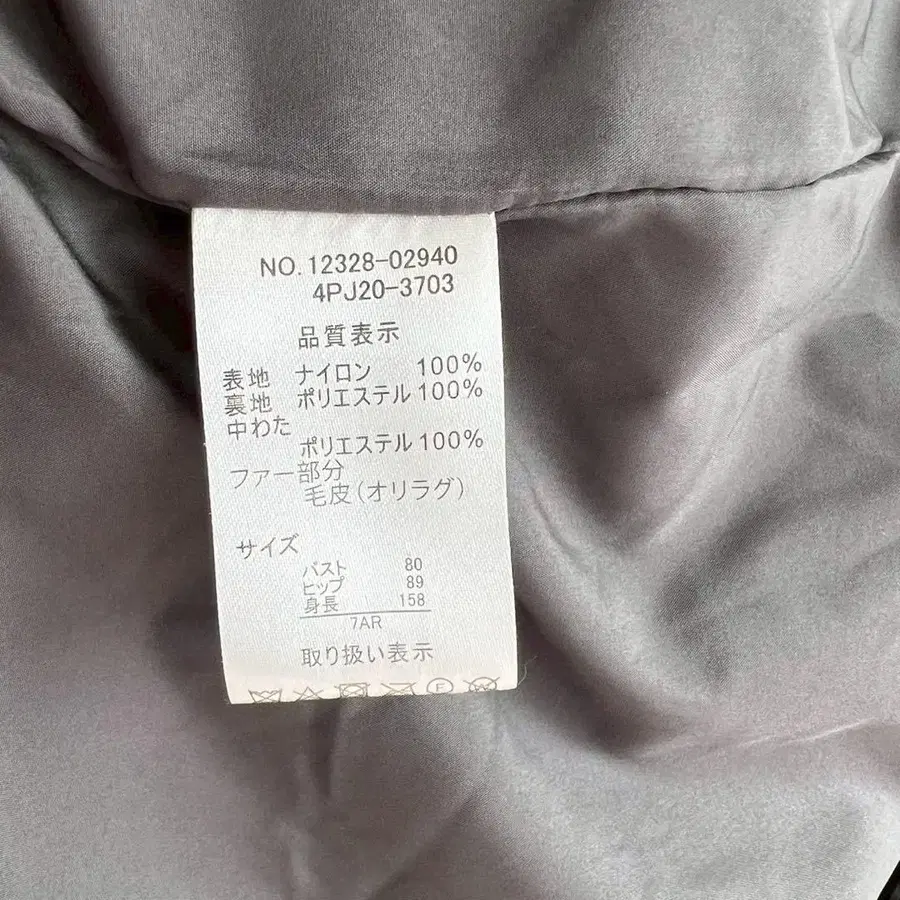 NO.12328-02940
4PJ20-3703
品質表示
表地 ナイロン 100%
裏地 ポリエステル 100%
中わた
ポリエステル 100%
ファー部分
毛皮(オリラグ)
サイズ
バスト 80
ヒップ 89
身長 158
7AR
取り扱い表示
F W